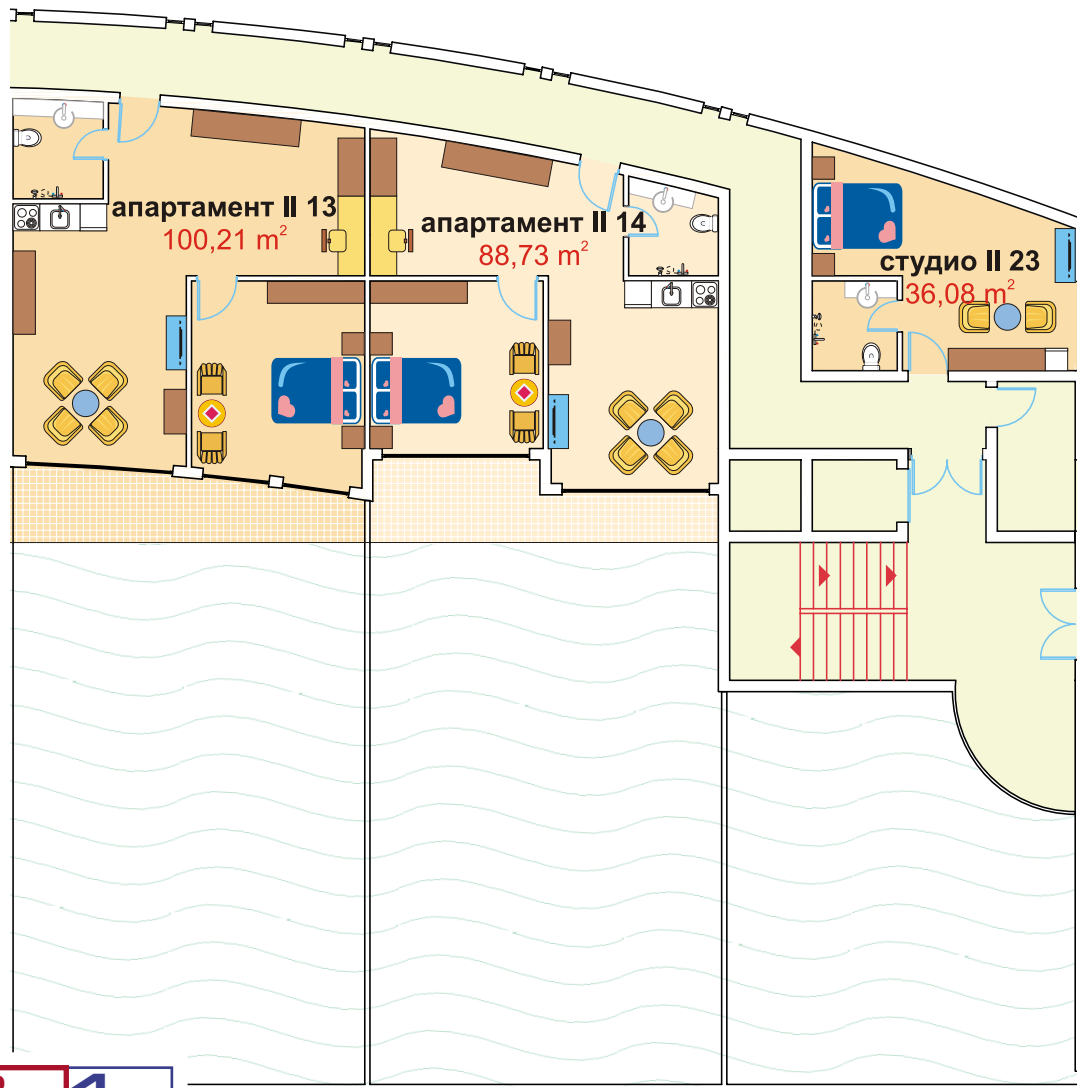 апартамент II 13
100,21 m²
апартамент II 14
88,73 m²
студио II 23
36,08 m²